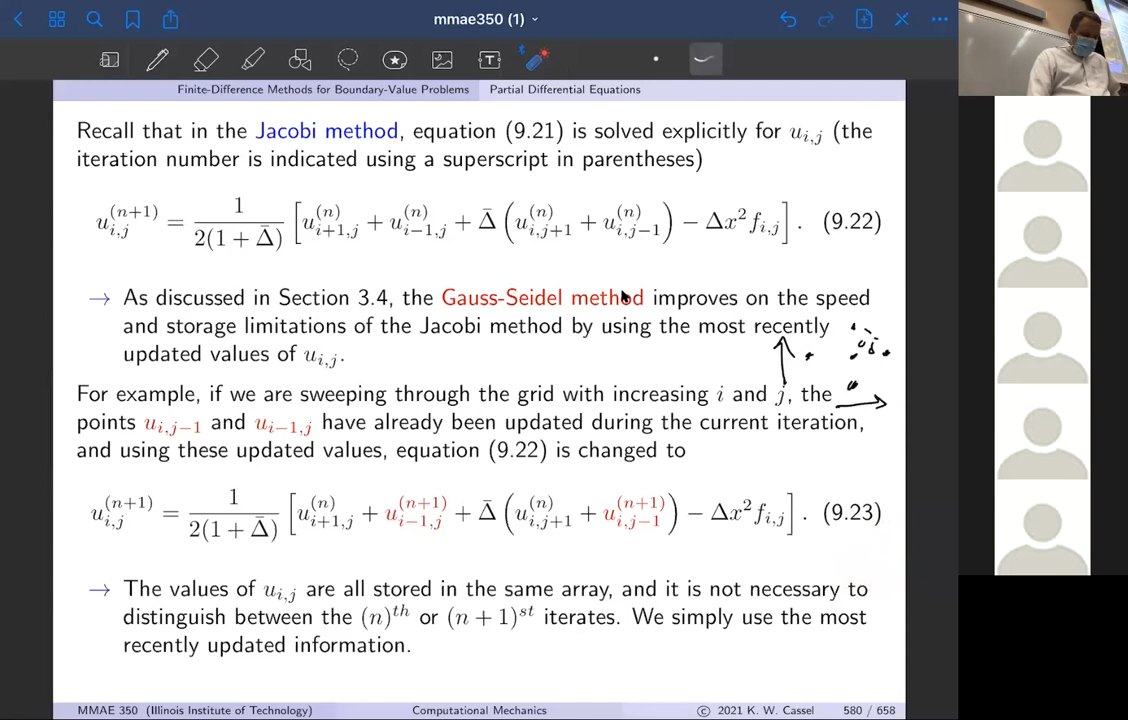 mmae350 (1)
Finite-Difference Methods for Boundary-Value Problems Partial Differential Equations
Recall that in the Jacobi method, equation (9.21) is solved explicitly for u_{i,j} (the
iteration number is indicated using a superscript in parentheses)
u_{i,j}^{(n+1)} = \frac{1}{2(1 + \bar{Δ})} [u_{i+1,j}^{(n)} + u_{i-1,j}^{(n)} + \bar{Δ} (u_{i,j+1}^{(n)} + u_{i,j-1}^{(n)}) − Δx^2 f_{i,j}] . (9.22)
→ As discussed in Section 3.4, the Gauss-Seidel method improves on the speed
and storage limitations of the Jacobi method by using the most recently
updated values of u_{i,j}.
For example, if we are sweeping through the grid with increasing i and j, the
points u_{i,j-1} and u_{i-1,j} have already been updated during the current iteration,
and using these updated values, equation (9.22) is changed to
u_{i,j}^{(n+1)} = \frac{1}{2(1 + \bar{Δ})} [u_{i+1,j}^{(n)} + u_{i-1,j}^{(n+1)} + \bar{Δ} (u_{i,j+1}^{(n)} + u_{i,j-1}^{(n+1)}) − Δx^2 f_{i,j}] . (9.23)
→ The values of u_{i,j} are all stored in the same array, and it is not necessary to
distinguish between the (n)^{th} or (n + 1)^{st} iterates. We simply use the most
recently updated information.
MMAE 350 (Illinois Institute of Technology) Computational Mechanics © 2021 K. W. Cassel 580 / 658